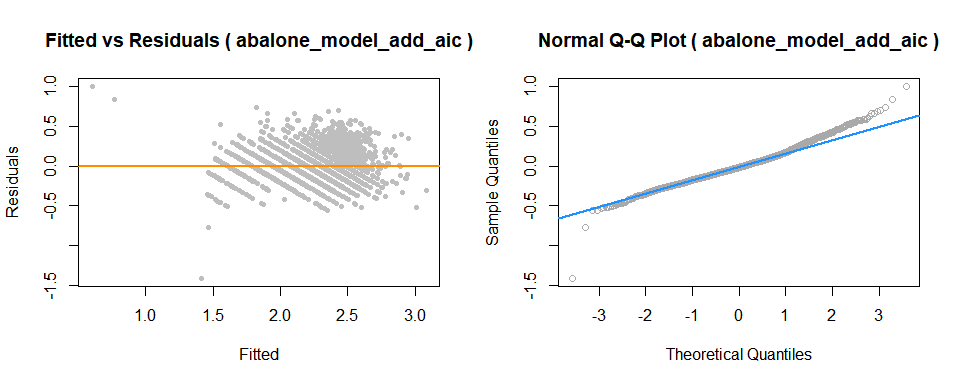 Fitted vs Residuals ( abalone_model_add_aic )
Residuals
1.0
0.5
0.0
-0.5
-1.5
1.0 1.5 2.0 2.5 3.0
Fitted
Normal Q-Q Plot ( abalone_model_add_aic )
Sample Quantiles
1.0
0.5
0.0
-0.5
-1.5
-3 -2 -1 0 1 2 3
Theoretical Quantiles